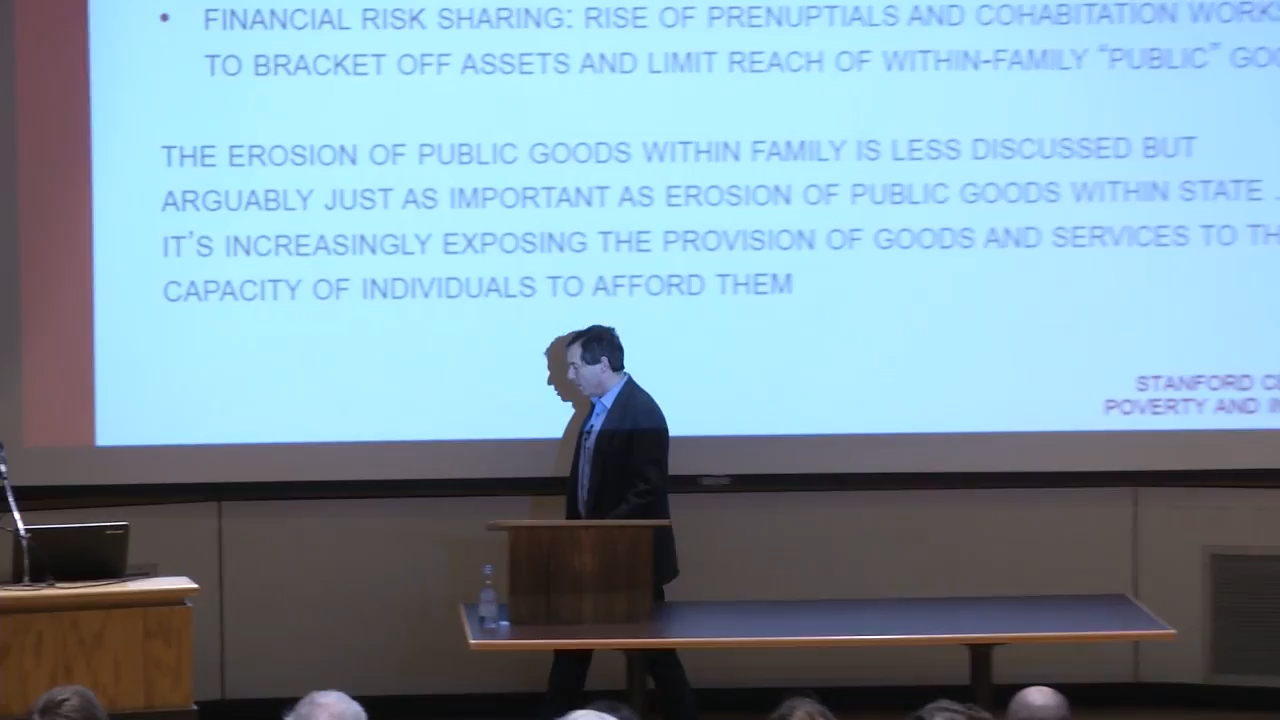 • FINANCIAL RISK SHARING: RISE OF PRENUPTIALS AND COHABITATION WORK
TO BRACKET OFF ASSETS AND LIMIT REACH OF WITHIN-FAMILY “PUBLIC” GO
THE EROSION OF PUBLIC GOODS WITHIN FAMILY IS LESS DISCUSSED BUT
ARGUABLY JUST AS IMPORTANT AS EROSION OF PUBLIC GOODS WITHIN STATE
IT’S INCREASINGLY EXPOSING THE PROVISION OF GOODS AND SERVICES TO TH
CAPACITY OF INDIVIDUALS TO AFFORD THEM
STANFORD
POVERTY AND